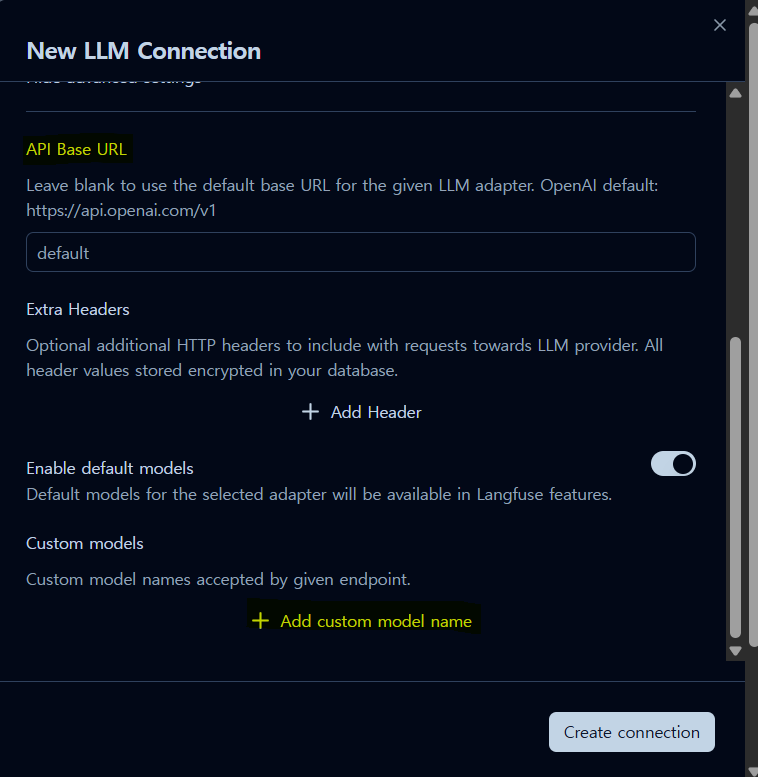 New LLM Connection
Hide advanced settings
API Base URL
Leave blank to use the default base URL for the given LLM adapter. OpenAI default:
https://api.openai.com/v1
default
Extra Headers
Optional additional HTTP headers to include with requests towards LLM provider. All
header values stored encrypted in your database.
+ Add Header
Enable default models
Default models for the selected adapter will be available in Langfuse features.
Custom models
Custom model names accepted by given endpoint.
+ Add custom model name
Create connection